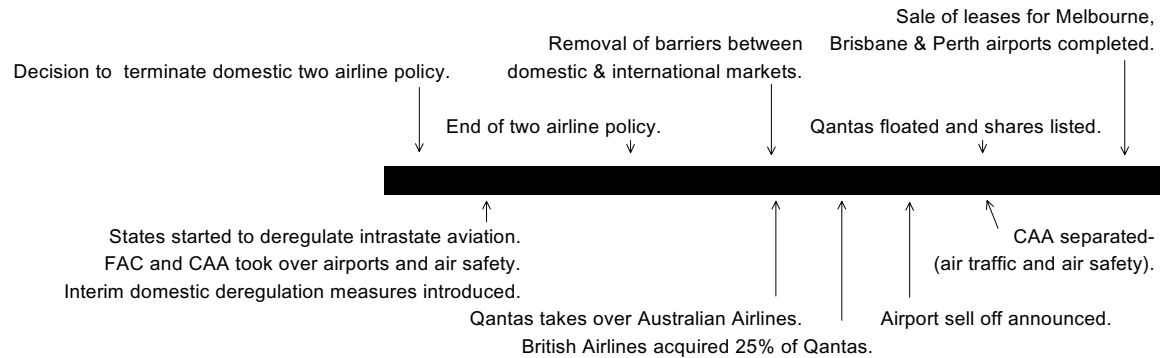 Sale of leases for Melbourne,
Brisbane & Perth airports completed.
Removal of barriers between
domestic & international markets.
Decision to  terminate domestic two airline policy.
End of two airline policy.
Qantas floated and shares listed.
States started to deregulate intrastate aviation.
FAC and CAA took over airports and air safety.
Interim domestic deregulation measures introduced.
CAA separated-
(air traffic and air safety).
Qantas takes over Australian Airlines.
Airport sell off announced.
British Airlines acquired 25% of Qantas.